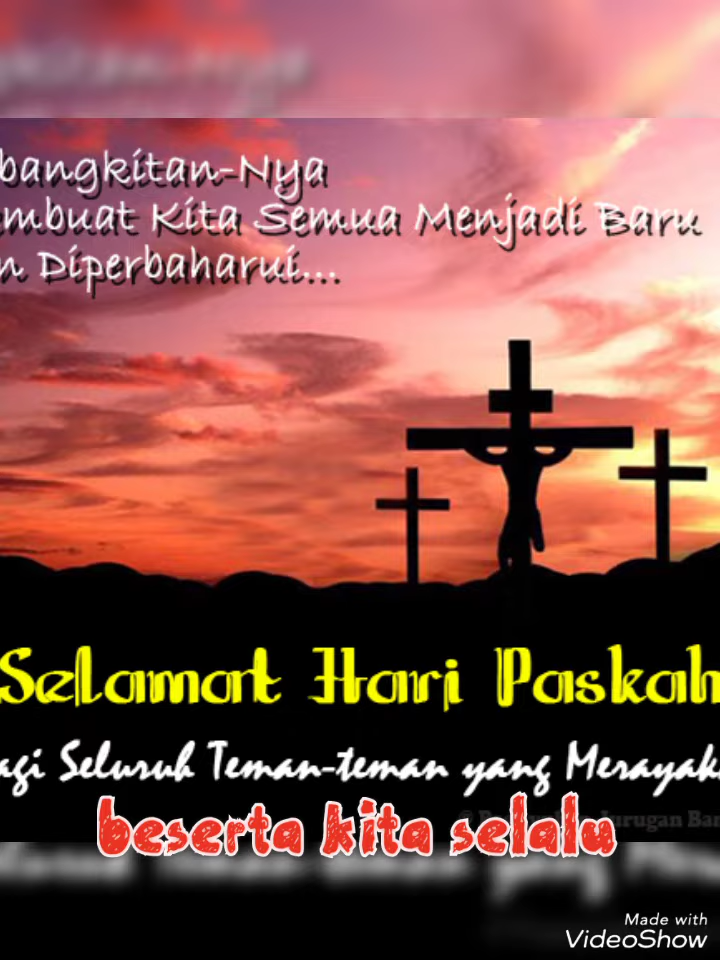 bangkitan-Nya
mbuat Kita Semua Menjadi Baru
n Diperbaharui...
Selamat Hari Paskah
agi Seluruh Teman-teman yang Merayak
beserta kita selalu
Made with
VideoShow